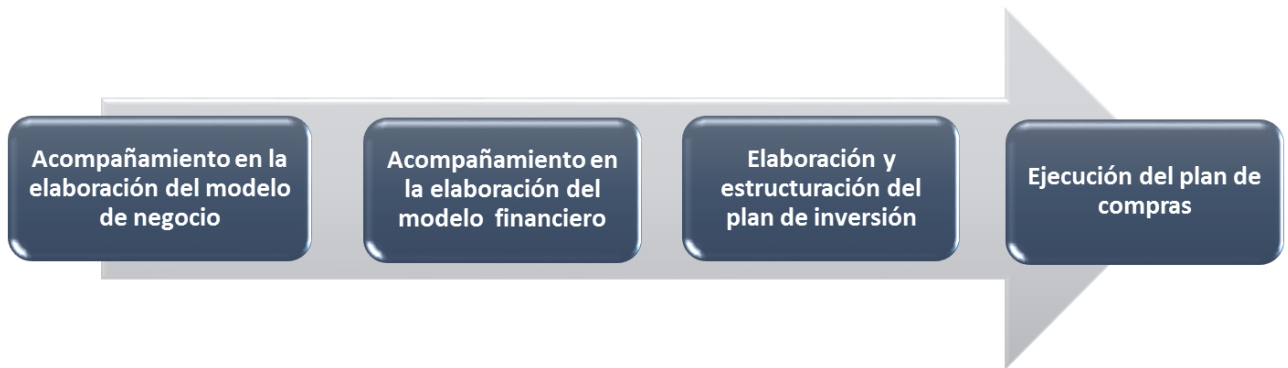 Acompañamiento en la
elaboración del modelo
de negocio
Acompañamiento en
la elaboración del
modelo financiero
Elaboración y
estructuración del
plan de inversión
Ejecución del plan de
compras